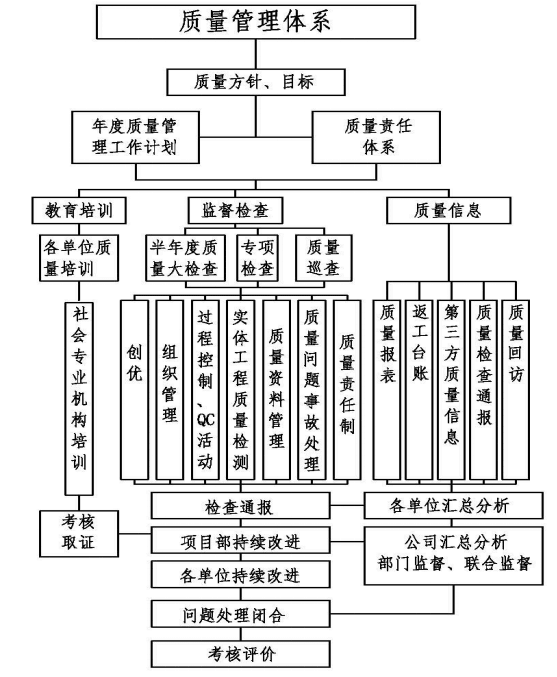 质量管理体系
质量方针、目标
年度质量管
理工作计划
质量责任
体系
教育培训
监督检查
质量信息
各单位质
量培训
半年度质
量大检查
专项
检查
质量
巡查
社会专业机构培训
创优
组织管理
过程控制、QC活动
实体工程质量检测
质量资料管理
质量问题事故处理
质量责任制
质量报表
返工台账
第三方质量信息
质量检查通报
质量回访
检查通报
各单位汇总分析
考核
取证
项目部持续改进
公司汇总分析
部门监督、联合监督
各单位持续改进
问题处理闭合
考核评价